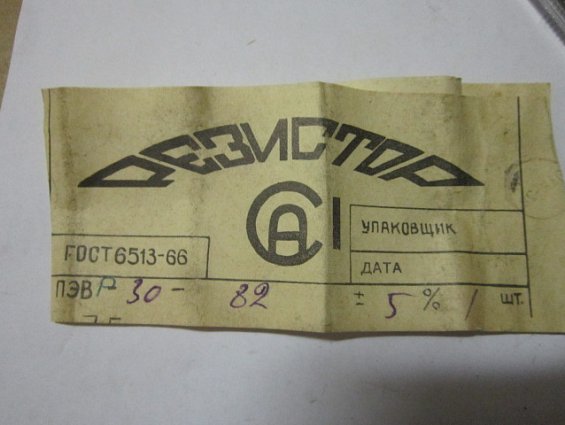 РЕЗИСТОР
УПАКОВЩИК
ГОСТ 6513-66
ДАТА
ПЭВР 30 - 82 ± 5 % 1 ШТ.